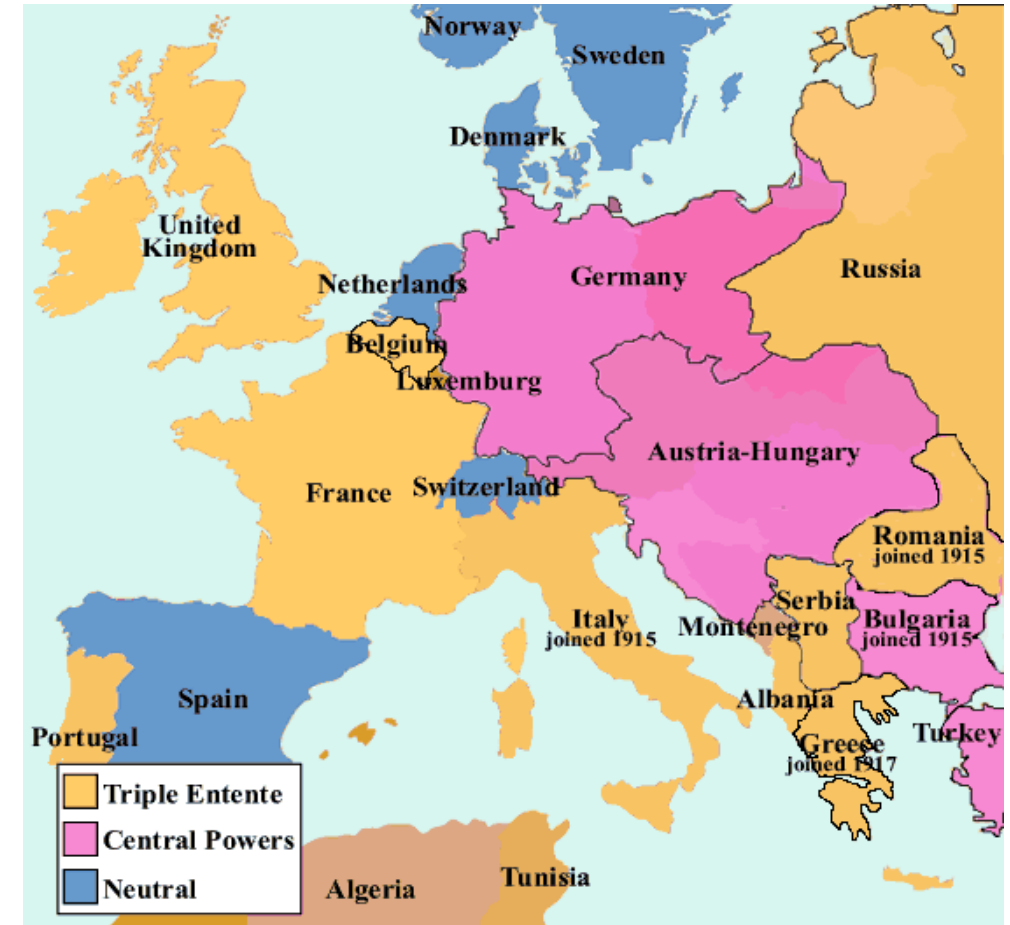 Norway
Sweden
Denmark
United
Kingdom
Netherlands
Germany
Russia
Belgium
Luxemburg
Austria-Hungary
France
Switzerland
Romania
joined 1915
Serbia
Italy
joined 1915
Montenegro
Bulgaria
joined 1915
Spain
Albania
Portugal
Greece
joined 1917
Turkey
Triple Entente
Central Powers
Neutral
Algeria
Tunisia